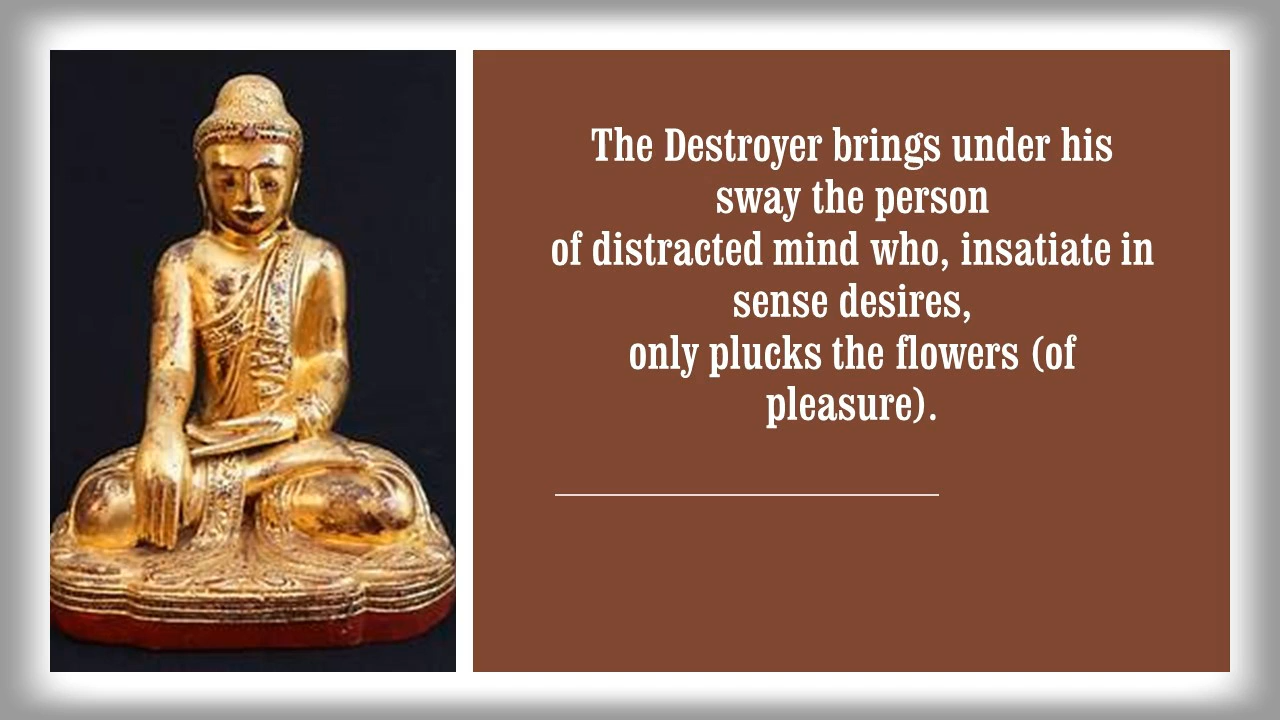 The Destroyer brings under his
sway the person
of distracted mind who, insatiate in
sense desires,
only plucks the flowers (of
pleasure).